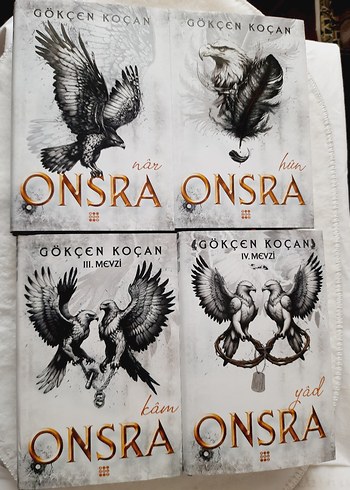 GÖKÇEN KOÇAN
nâr
ONSRA
GÖKÇEN KOÇAN
hûn
ONSRA
GÖKÇEN KOÇAN
III. MEVZİ
kâm
ONSRA
GÖKÇEN KOÇAN
IV. MEVZİ
yâd
ONSRA